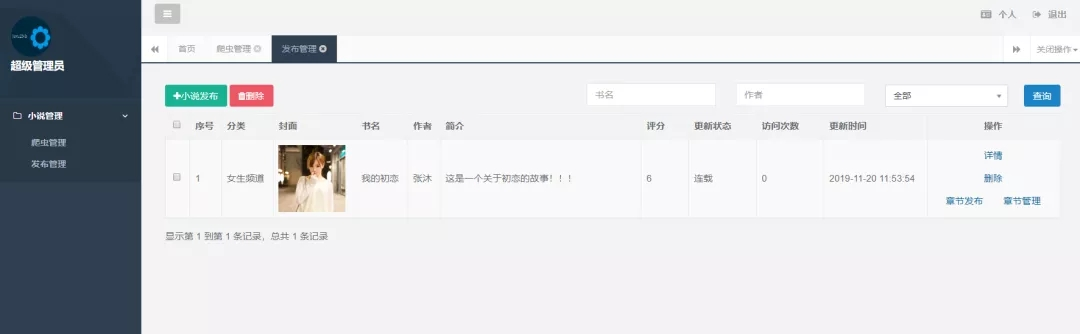 个人 退出
首页 爬虫管理 发布管理 关闭操作
超级管理员
小说管理
爬虫管理
发布管理
小说发布 删除 书名 作者 全部 查询
序号 分类 封面 书名 作者 简介 评分 更新状态 访问次数 更新时间 操作
1 女生频道 我的初恋 张沐 这是一个关于初恋的故事！！！ 6 连载 0 2019-11-20 11:53:54
详情
删除
章节发布 章节管理
显示第 1 到第 1 条记录，总共 1 条记录